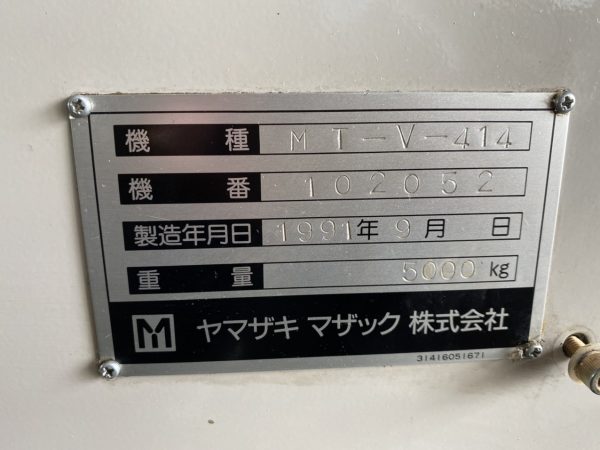 機種 MT-V-414
機番 102052
製造年月日 1991年9月 日
重量 5000kg
ヤマザキ マザック 株式会社
31416051671